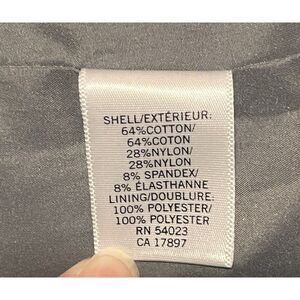 SHELL/EXTÉRIEUR:
64%COTTON/
64%COTON
28%NYLON/
28%NYLON
8% SPANDEX/
8% ÉLASTHANNE
LINING/DOUBLURE:
100% POLYESTER/
100% POLYESTER
RN 54023
CA 17897